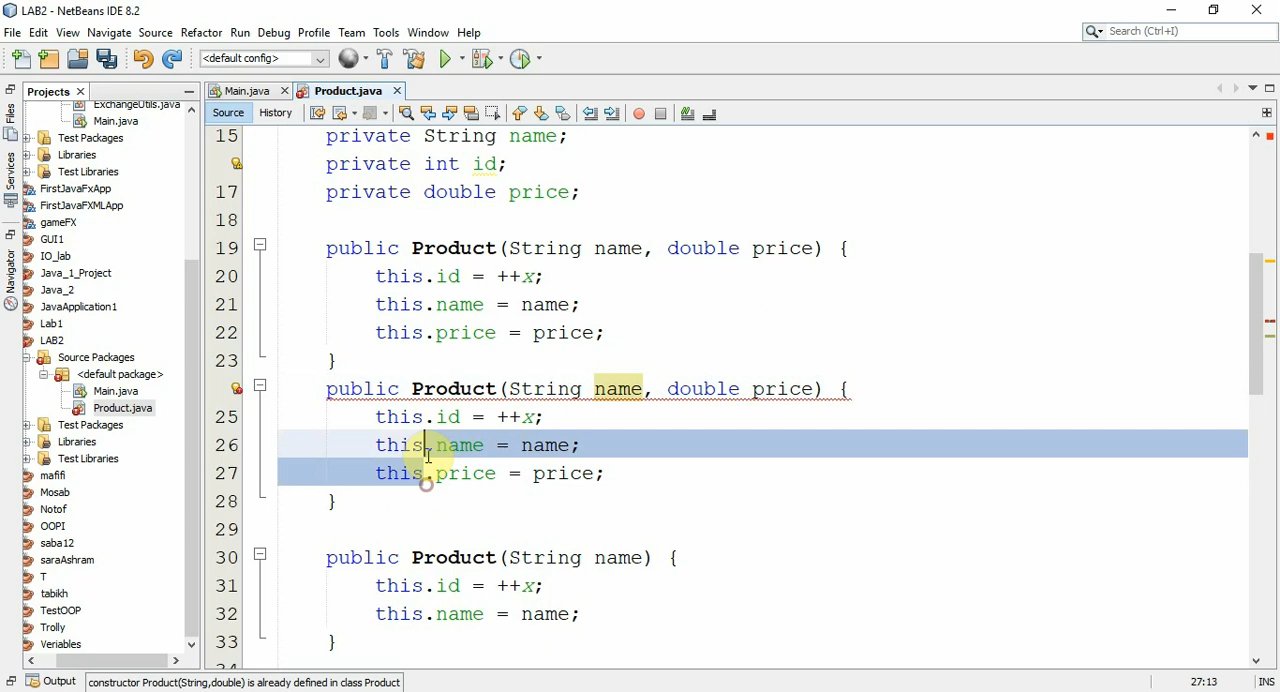 LAB2 - NetBeans IDE 8.2
File Edit View Navigate Source Refactor Run Debug Profile Team Tools Window Help
Search (Ctrl+I)
<default config>
Projects
Main.java
Product.java
Source History
Files
Services
Navigator
ExchangeUtils.java
Main.java
Test Packages
Libraries
Test Libraries
FirstJavaFxApp
FirstJavaFXMLApp
gameFX
GUI1
IO_lab
Java_1_Project
Java_2
JavaApplication1
Lab1
LAB2
Source Packages
<default package>
Main.java
Product.java
Test Packages
Libraries
Test Libraries
mafifi
Mosab
Notof
OOPI
saba12
saraAshram
T
tabikh
TestOOP
Trolly
Veriables
15 private String name;
private int id;
17 private double price;
18
19 public Product(String name, double price) {
20 this.id = ++x;
21 this.name = name;
22 this.price = price;
23 }
public Product(String name, double price) {
25 this.id = ++x;
26 this.name = name;
27 this.price = price;
28 }
29
30 public Product(String name) {
31 this.id = ++x;
32 this.name = name;
33 }
Output
constructor Product(String,double) is already defined in class Product
27:13
INS